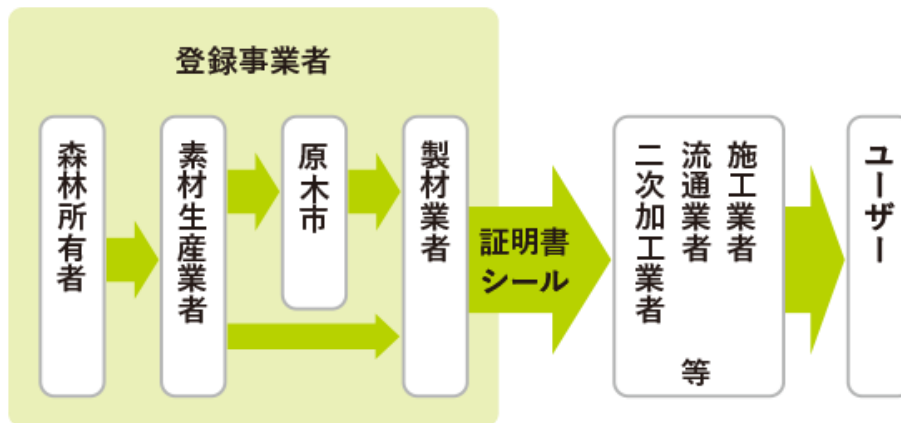 登録事業者
森林所有者
素材生産業者
原木市
製材業者
証明書
シール
施工業者
流通業者
二次加工業者
等
ユーザー